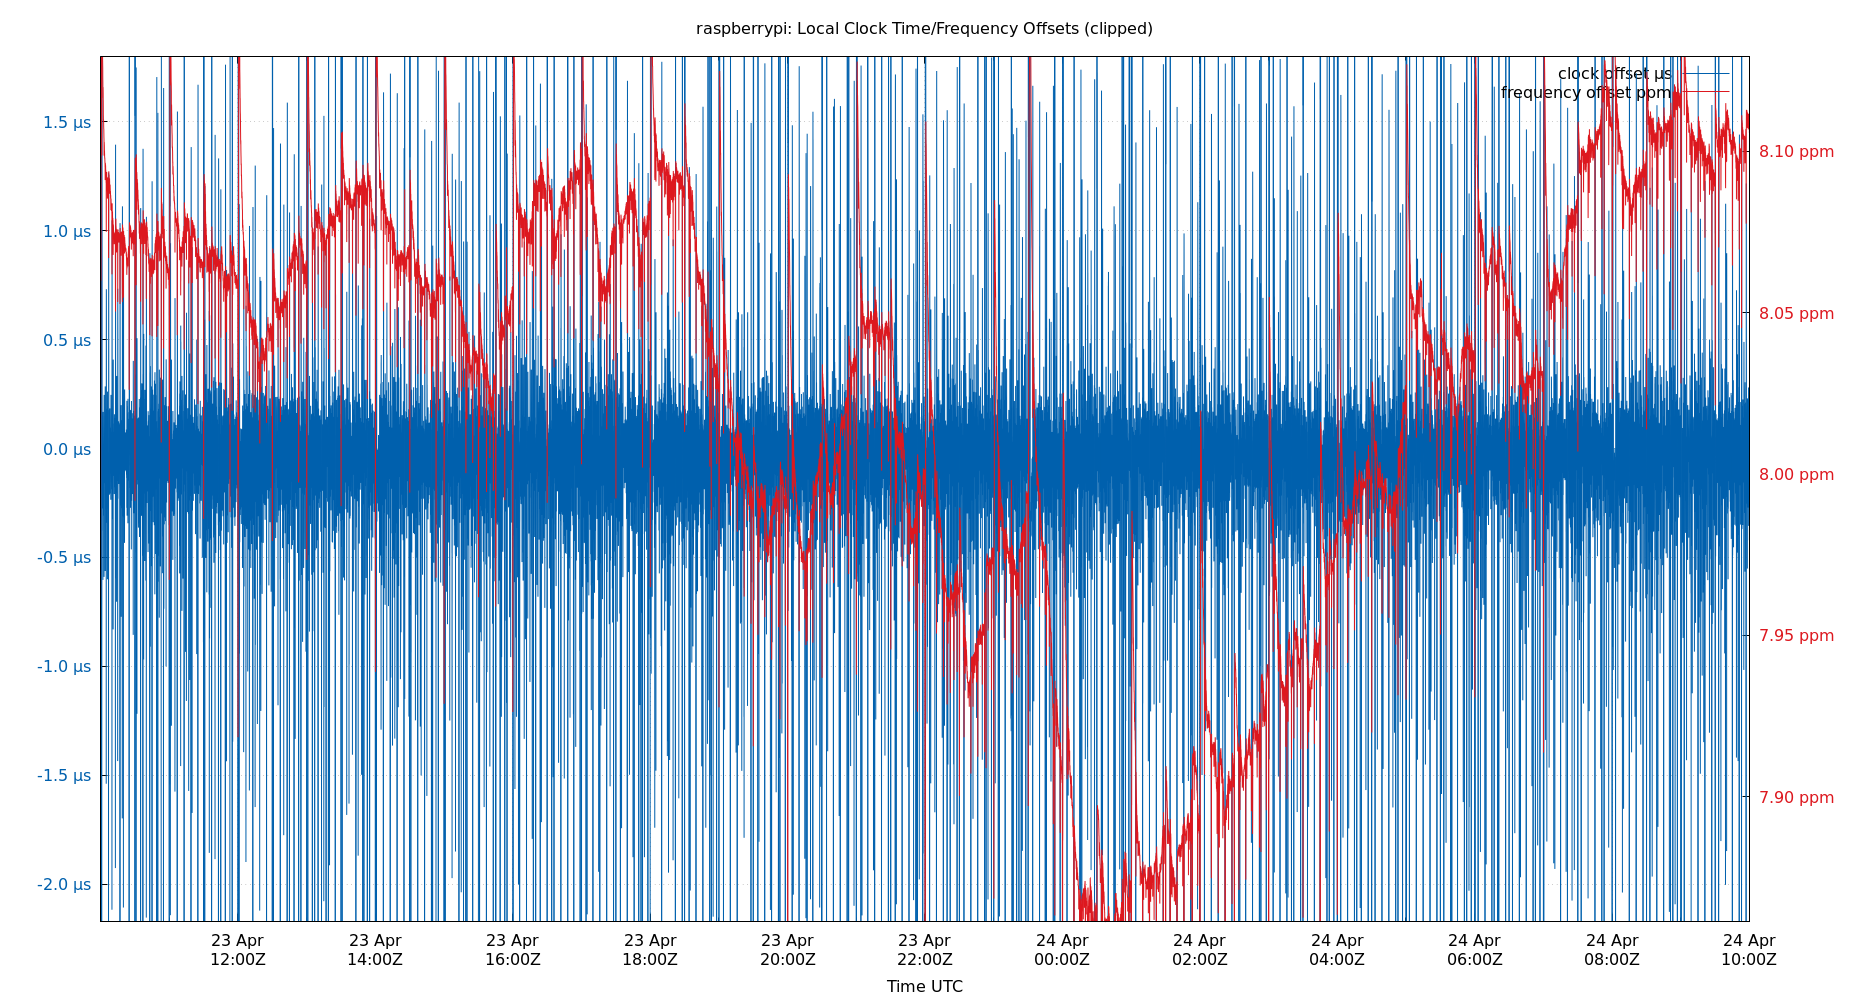 raspberrypi: Local Clock Time/Frequency Offsets (clipped)
clock offset µs
frequency offset ppm
1.5 µs
1.0 µs
0.5 µs
0.0 µs
-0.5 µs
-1.0 µs
-1.5 µs
-2.0 µs
8.10 ppm
8.05 ppm
8.00 ppm
7.95 ppm
7.90 ppm
23 Apr 23 Apr 23 Apr 23 Apr 23 Apr 23 Apr 24 Apr 24 Apr 24 Apr 24 Apr 24 Apr 24 Apr
12:00Z 14:00Z 16:00Z 18:00Z 20:00Z 22:00Z 00:00Z 02:00Z 04:00Z 06:00Z 08:00Z 10:00Z
Time UTC